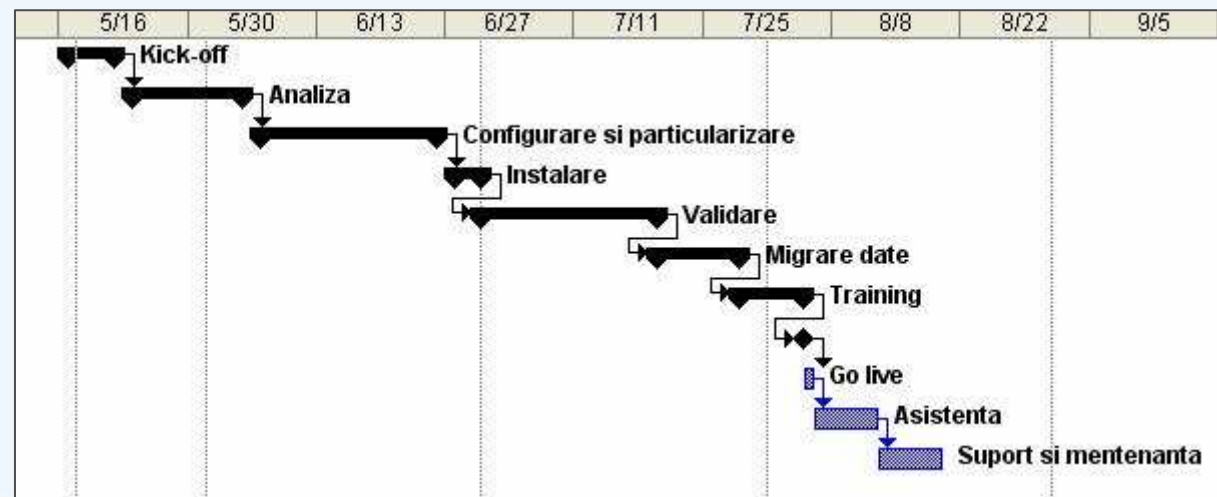 5/16 5/30 6/13 6/27 7/11 7/25 8/8 8/22 9/5
Kick-off
Analiza
Configurare si particularizare
Instalare
Validare
Migrare date
Training
Go live
Asistenta
Suport si mentenanta